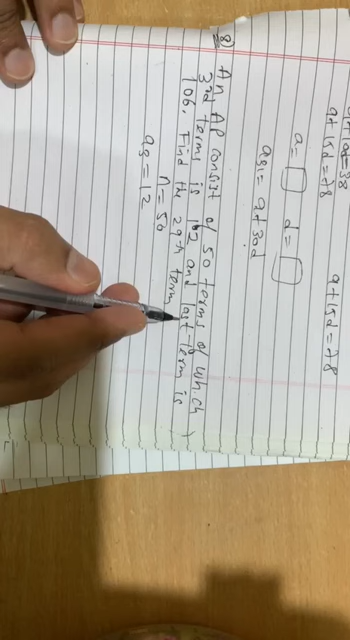 a+15d=78
a+15d=78
a=
d=
a31 = a+30d
8) An AP consist of 50 terms of which
3rd terms is 12 and last term is
106. Find the 29th term
n=50
a3=12